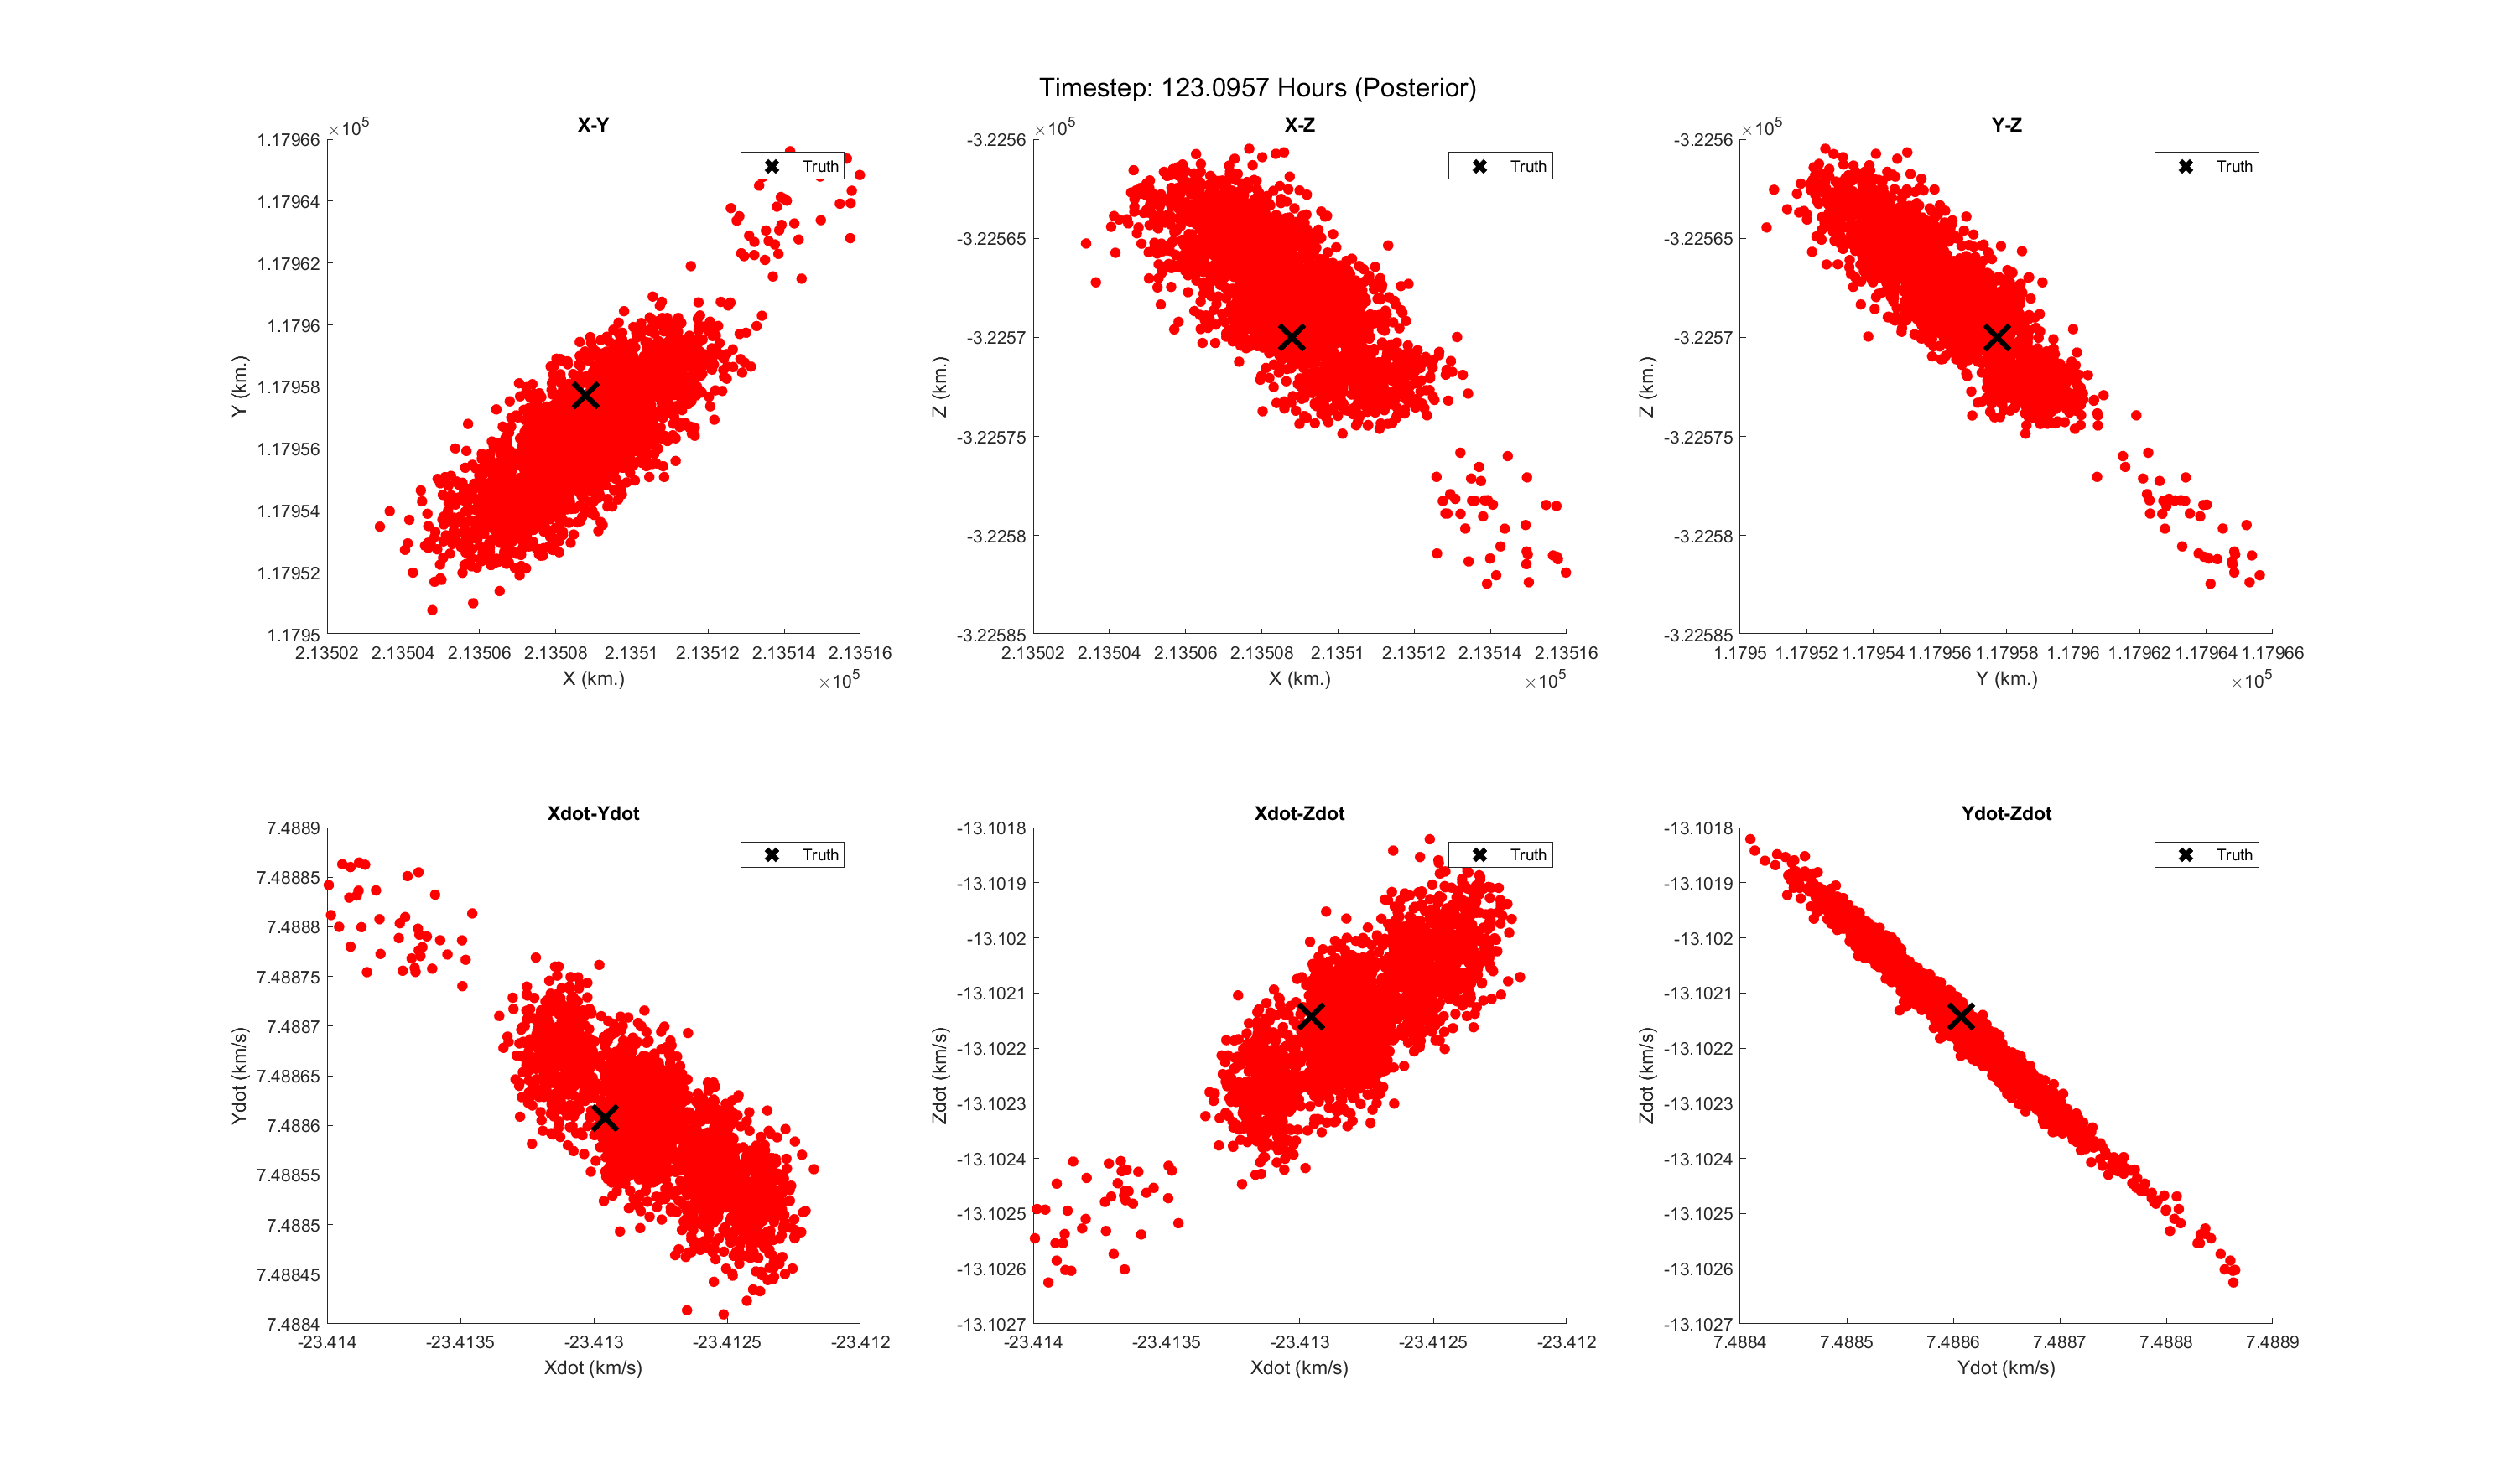 Timestep: 123.0957 Hours (Posterior)
X-Y
×10^5
1.17966
1.17964
1.17962
1.1796
1.17958
1.17956
1.17954
1.17952
1.1795
Y (km.)
Truth
2.13502 2.13504 2.13506 2.13508 2.1351 2.13512 2.13514 2.13516
X (km.)
×10^5
X-Z
×10^5
-3.2256
-3.22565
-3.2257
-3.22575
-3.2258
-3.22585
Z (km.)
Truth
2.13502 2.13504 2.13506 2.13508 2.1351 2.13512 2.13514 2.13516
X (km.)
×10^5
Y-Z
×10^5
-3.2256
-3.22565
-3.2257
-3.22575
-3.2258
-3.22585
Z (km.)
Truth
1.1795 1.17952 1.17954 1.17956 1.17958 1.1796 1.17962 1.17964 1.17966
Y (km.)
×10^5
Xdot-Ydot
7.4889
7.48885
7.4888
7.48875
7.4887
7.48865
7.4886
7.48855
7.4885
7.48845
7.4884
Ydot (km/s)
Truth
-23.414 -23.4135 -23.413 -23.4125 -23.412
Xdot (km/s)
Xdot-Zdot
-13.1018
-13.1019
-13.102
-13.1021
-13.1022
-13.1023
-13.1024
-13.1025
-13.1026
-13.1027
Zdot (km/s)
Truth
-23.414 -23.4135 -23.413 -23.4125 -23.412
Xdot (km/s)
Ydot-Zdot
-13.1018
-13.1019
-13.102
-13.1021
-13.1022
-13.1023
-13.1024
-13.1025
-13.1026
-13.1027
Zdot (km/s)
Truth
7.4884 7.4885 7.4886 7.4887 7.4888 7.4889
Ydot (km/s)